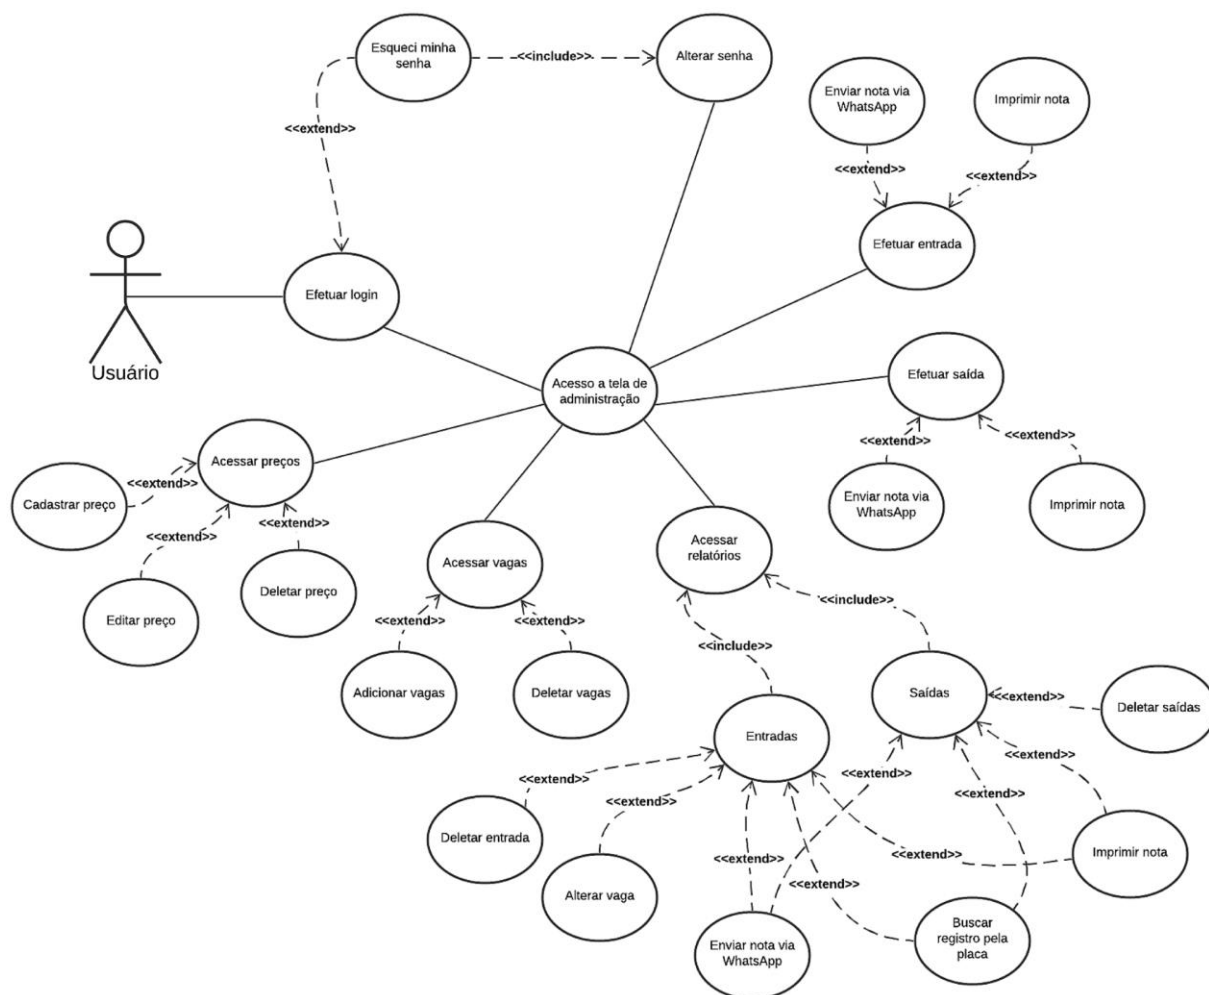 Esqueci minha
senha
<<include>>
Alterar senha
Enviar nota via
WhatsApp
Imprimir nota
<<extend>>
<<extend>>
<<extend>>
Efetuar entrada
Efetuar login
Usuário
Acesso a tela de
administração
Efetuar saída
<<extend>>
<<extend>>
Enviar nota via
WhatsApp
Imprimir nota
Acessar preços
<<extend>>
Cadastrar preço
<<extend>>
<<extend>>
Deletar preço
Editar preço
Acessar vagas
<<extend>>
<<extend>>
Adicionar vagas
Deletar vagas
Acessar
relatórios
<<include>>
<<include>>
Saídas
<<extend>>
Deletar saídas
Entradas
<<extend>>
<<extend>>
<<extend>>
<<extend>>
<<extend>>
Deletar entrada
Alterar vaga
<<extend>>
<<extend>>
<<extend>>
Imprimir nota
Enviar nota via
WhatsApp
Buscar
registro pela
placa